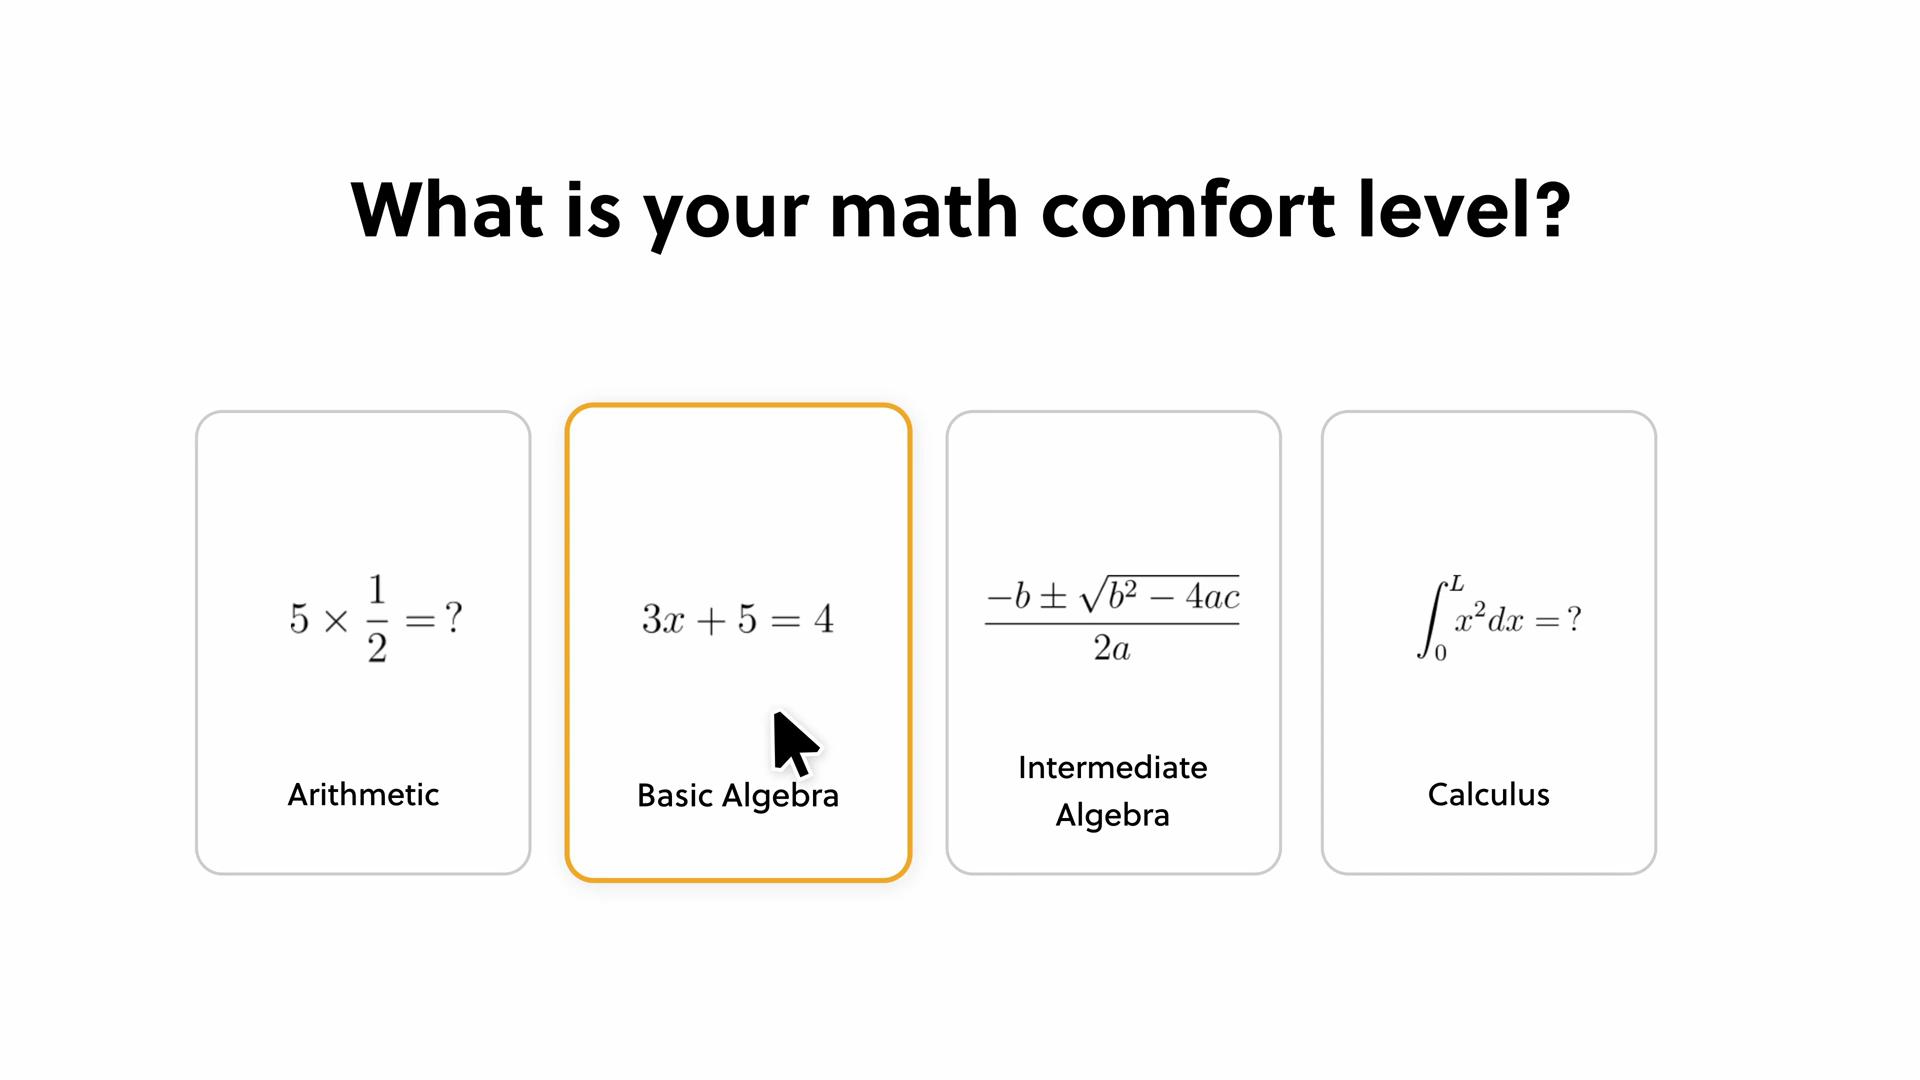 What is your math comfort level?
5 × 1/2 = ?
Arithmetic
3x + 5 = 4
Basic Algebra
−b ± √(b² − 4ac) / 2a
Intermediate
Algebra
∫₀ᴸ x²dx = ?
Calculus